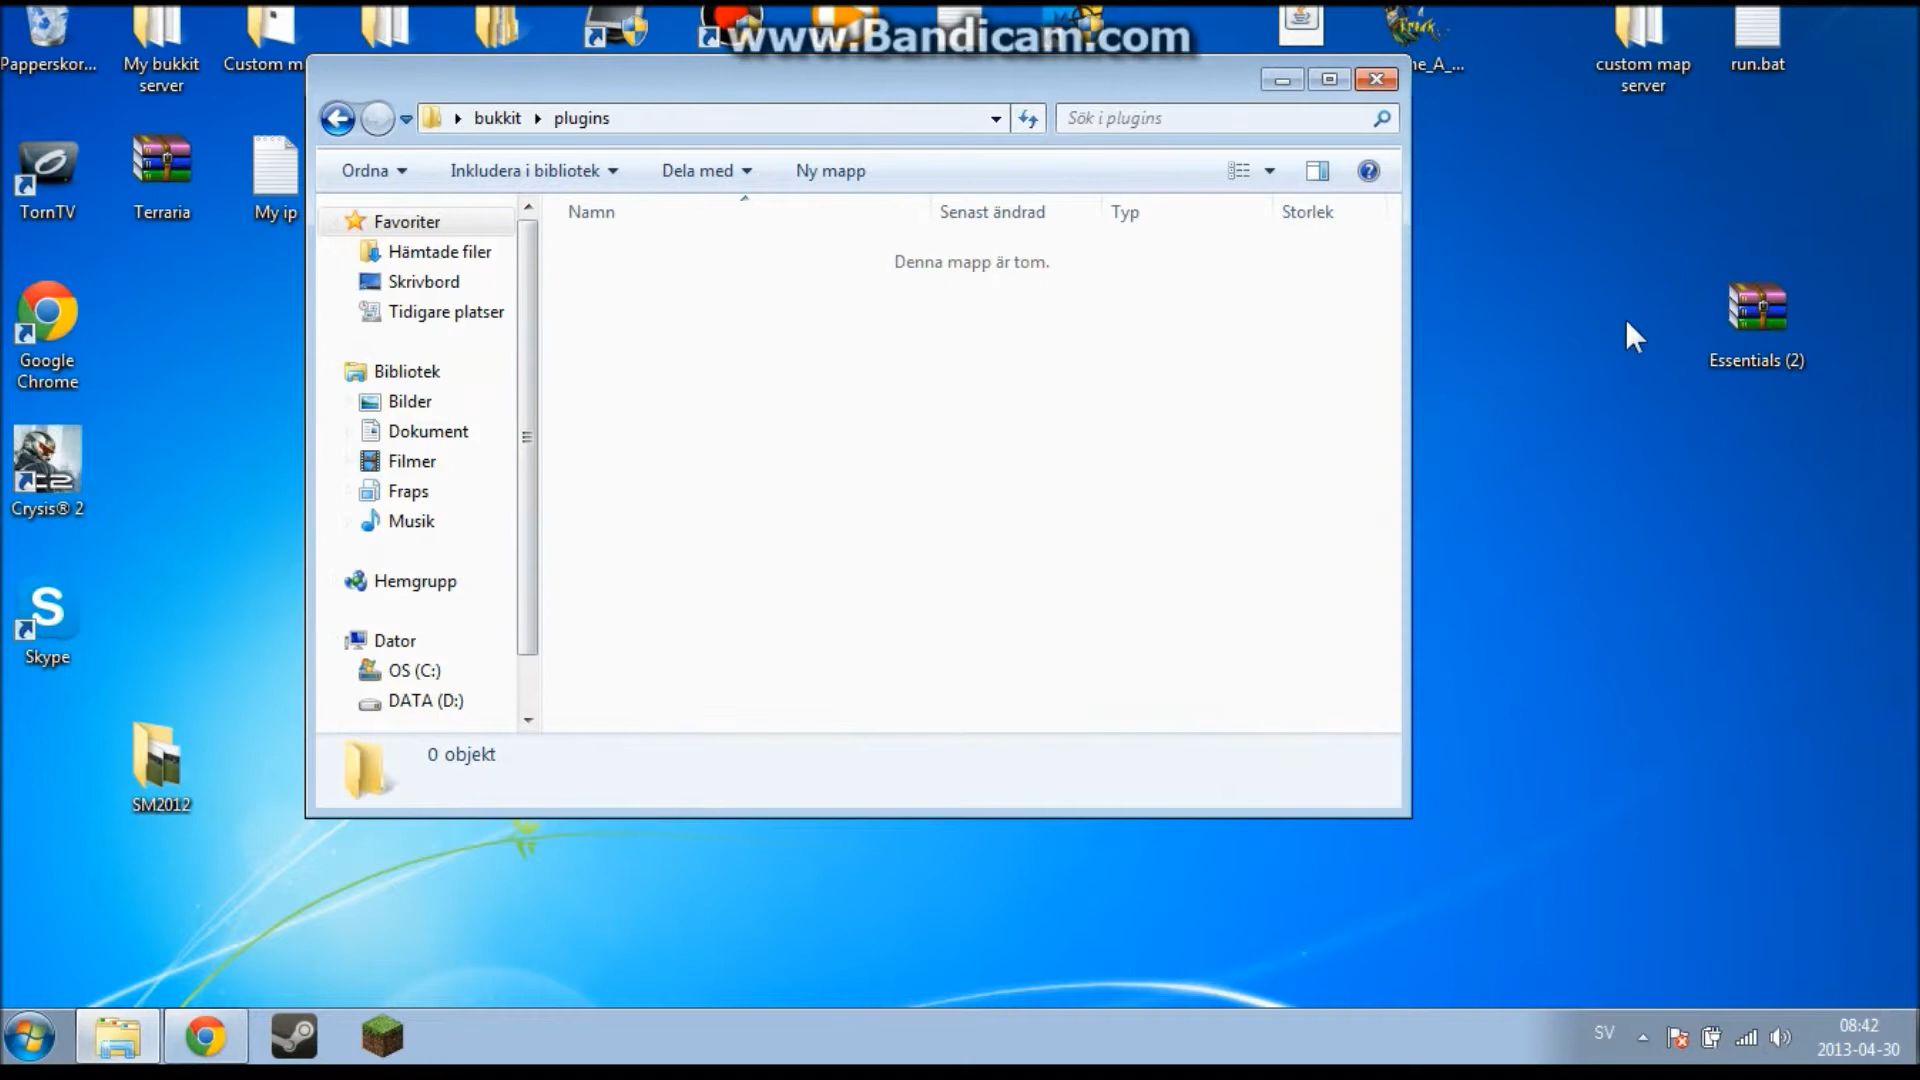 www.Bandicam.com
Papperskor...
My bukkit
server
Custom m
ne_A_...
custom map
server
run.bat
bukkit
plugins
Sök i plugins
Ordna
Inkludera i bibliotek
Dela med
Ny mapp
Namn
Senast ändrad
Typ
Storlek
Denna mapp är tom.
Favoriter
Hämtade filer
Skrivbord
Tidigare platser
Bibliotek
Bilder
Dokument
Filmer
Fraps
Musik
Hemgrupp
Dator
OS (C:)
DATA (D:)
0 objekt
TornTV
Terraria
My ip
Google
Chrome
Crysis® 2
Skype
SM2012
Essentials (2)
SV
08:42
2013-04-30